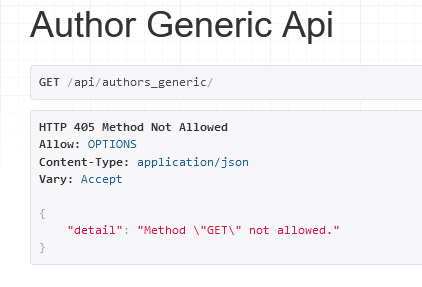 Author Generic Api
GET /api/authors_generic/
HTTP 405 Method Not Allowed
Allow: OPTIONS
Content-Type: application/json
Vary: Accept
{
    "detail": "Method \"GET\" not allowed."
}